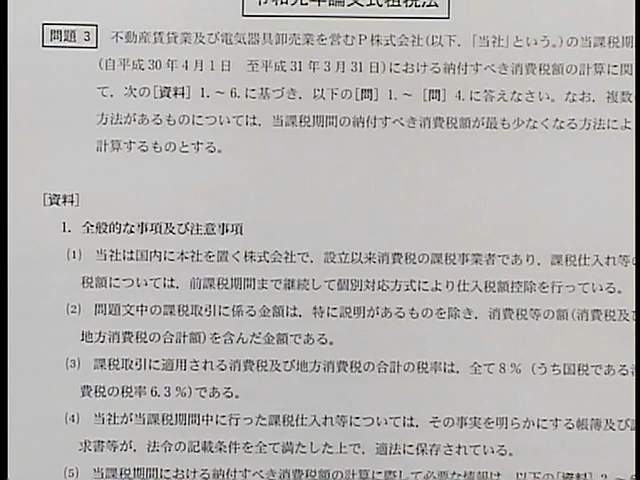 令和元年論文式租税法
問題 3 不動産賃貸業及び電気器具卸売業を営むP株式会社(以下,「当社」という。)の当課税期
(自平成30年4月1日 至平成31年3月31日)における納付すべき消費税額の計算に関
て,次の[資料]1.~6.に基づき,以下の[問]1.~[問]4.に答えなさい。なお,複数
方法があるものについては,当課税期間の納付すべき消費税額が最も少なくなる方法によ
計算するものとする。
[資料]
1. 全般的な事項及び注意事項
(1) 当社は国内に本社を置く株式会社で,設立以来消費税の課税事業者であり,課税仕入れ等
税額については,前課税期間まで継続して個別対応方式により仕入税額控除を行っている。
(2) 問題文中の課税取引に係る金額は,特に説明があるものを除き,消費税等の額(消費税及
地方消費税の合計額)を含んだ金額である。
(3) 課税取引に適用される消費税及び地方消費税の合計の税率は,全て8%(うち国税である
費税の税率6.3%)である。
(4) 当社が当課税期間中に行った課税仕入れ等については,その事実を明らかにする帳簿及び
求書等が,法令の記載条件を全て満たした上で,適法に保存されている。
(5) 当課税期間における納付すべき消費税額の計算に際して必要な情報は,以下の[資料]2.~